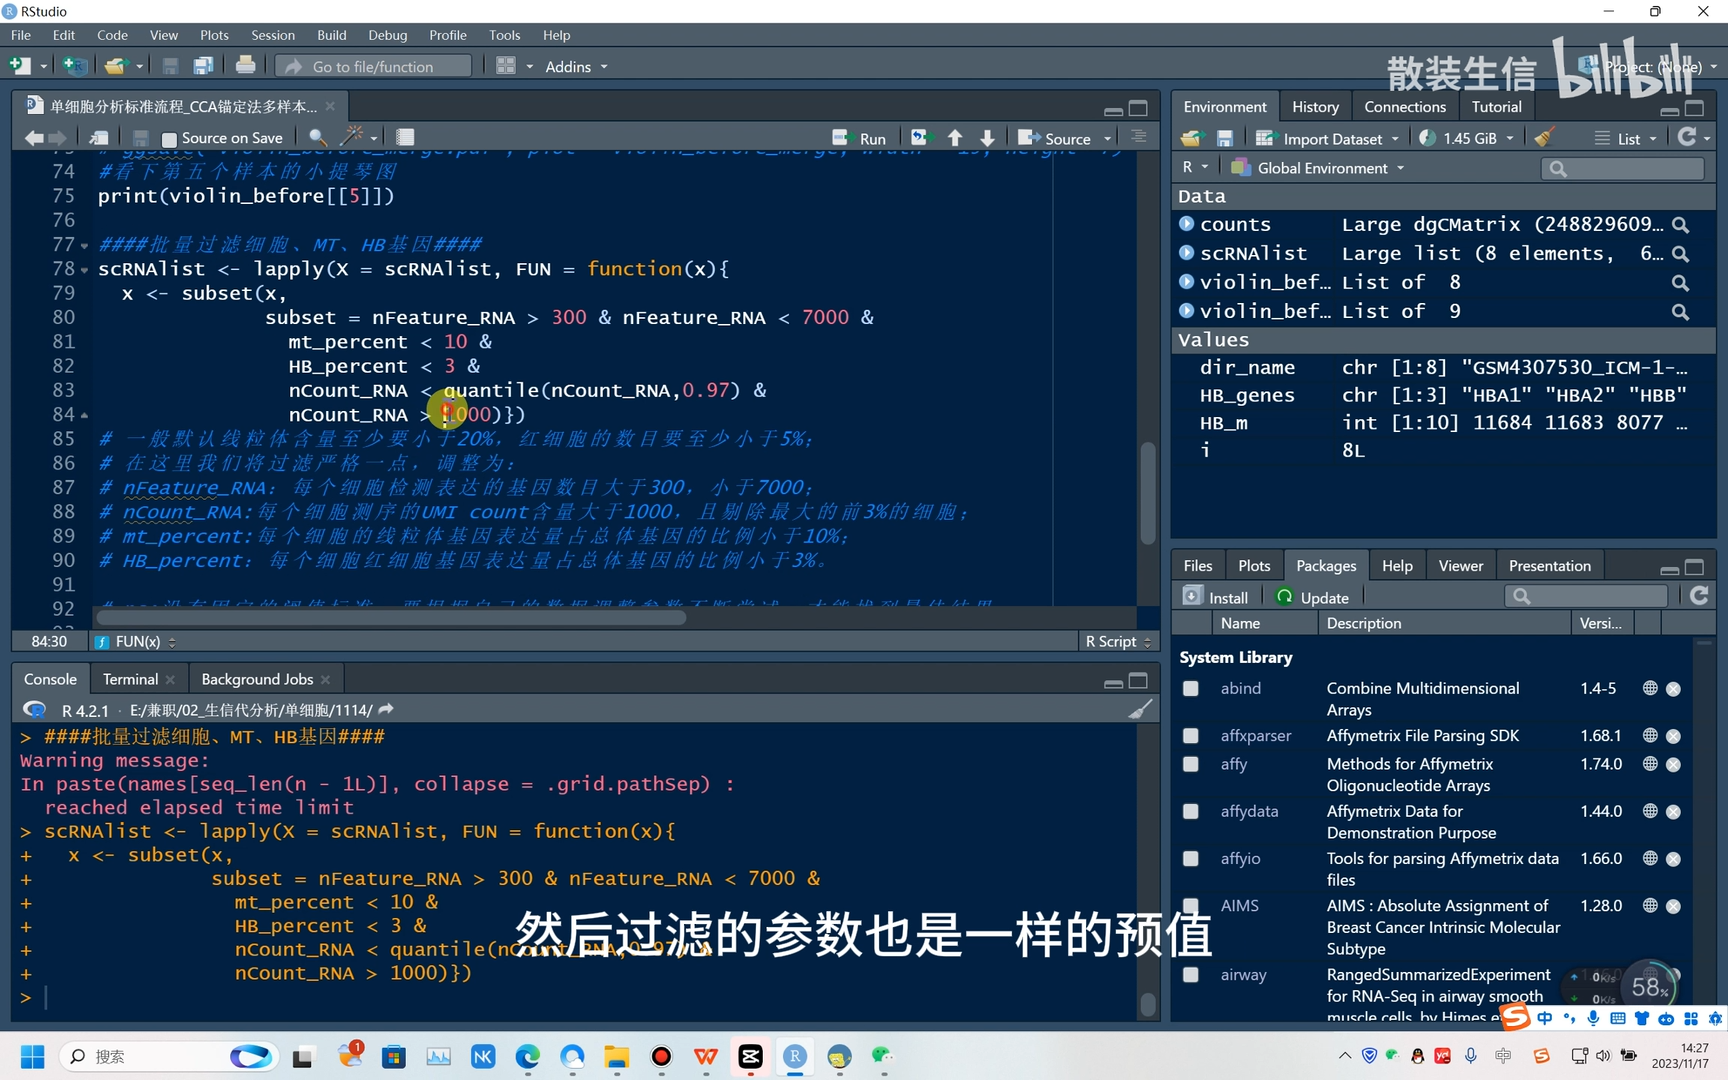 RStudio
File Edit Code View Plots Session Build Debug Profile Tools Help
Go to file/function Addins
Project: (None)
散装生信 bilibili
单细胞分析标准流程_CCA锚定法多样本...
Source on Save Run Source
74 #看下第五个样本的小提琴图
75 print(violin_before[[5]])
76
77 ####批量过滤细胞、MT、HB基因####
78 scRNAlist <- lapply(X = scRNAlist, FUN = function(x){
79 x <- subset(x,
80 subset = nFeature_RNA > 300 & nFeature_RNA < 7000 &
81 mt_percent < 10 &
82 HB_percent < 3 &
83 nCount_RNA < quantile(nCount_RNA,0.97) &
84 nCount_RNA > 1000)})
85 # 一般默认线粒体含量至少要小于20%，红细胞的数目要至少小于5%；
86 # 在这里我们将过滤严格一点，调整为：
87 # nFeature_RNA：每个细胞检测表达的基因数目大于300，小于7000；
88 # nCount_RNA:每个细胞测序的UMI count含量大于1000，且剔除最大的前3%的细胞；
89 # mt_percent:每个细胞的线粒体基因表达量占总体基因的比例小于10%；
90 # HB_percent：每个细胞红细胞基因表达量占总体基因的比例小于3%。
91
92
84:30 FUN(x) R Script
Console Terminal Background Jobs
R 4.2.1 · E:/兼职/02_生信代分析/单细胞/1114/
> ####批量过滤细胞、MT、HB基因####
Warning message:
In paste(names[seq_len(n - 1L)], collapse = .grid.pathSep) :
reached elapsed time limit
> scRNAlist <- lapply(X = scRNAlist, FUN = function(x){
+ x <- subset(x,
+ subset = nFeature_RNA > 300 & nFeature_RNA < 7000 &
+ mt_percent < 10 &
+ HB_percent < 3 &
+ nCount_RNA < quantile(nCount_RNA,0.97) &
+ nCount_RNA > 1000)})
>
然后过滤的参数也是一样的预值
Environment History Connections Tutorial
Import Dataset 1.45 GiB List
R Global Environment
Data
counts Large dgCMatrix (248829609...
scRNAlist Large list (8 elements, 6...
violin_bef... List of 8
violin_bef... List of 9
Values
dir_name chr [1:8] "GSM4307530_ICM-1-...
HB_genes chr [1:3] "HBA1" "HBA2" "HBB"
HB_m int [1:10] 11684 11683 8077 ...
i 8L
Files Plots Packages Help Viewer Presentation
Install Update
Name Description Versi...
System Library
abind Combine Multidimensional Arrays 1.4-5
affxparser Affymetrix File Parsing SDK 1.68.1
affy Methods for Affymetrix Oligonucleotide Arrays 1.74.0
affydata Affymetrix Data for Demonstration Purpose 1.44.0
affyio Tools for parsing Affymetrix data files 1.66.0
AIMS AIMS : Absolute Assignment of Breast Cancer Intrinsic Molecular Subtype 1.28.0
airway RangedSummarizedExperiment for RNA-Seq in airway smooth muscle cells, by Himes
0K/s
0K/s
58%
中
搜索
1
14:27
2023/11/17